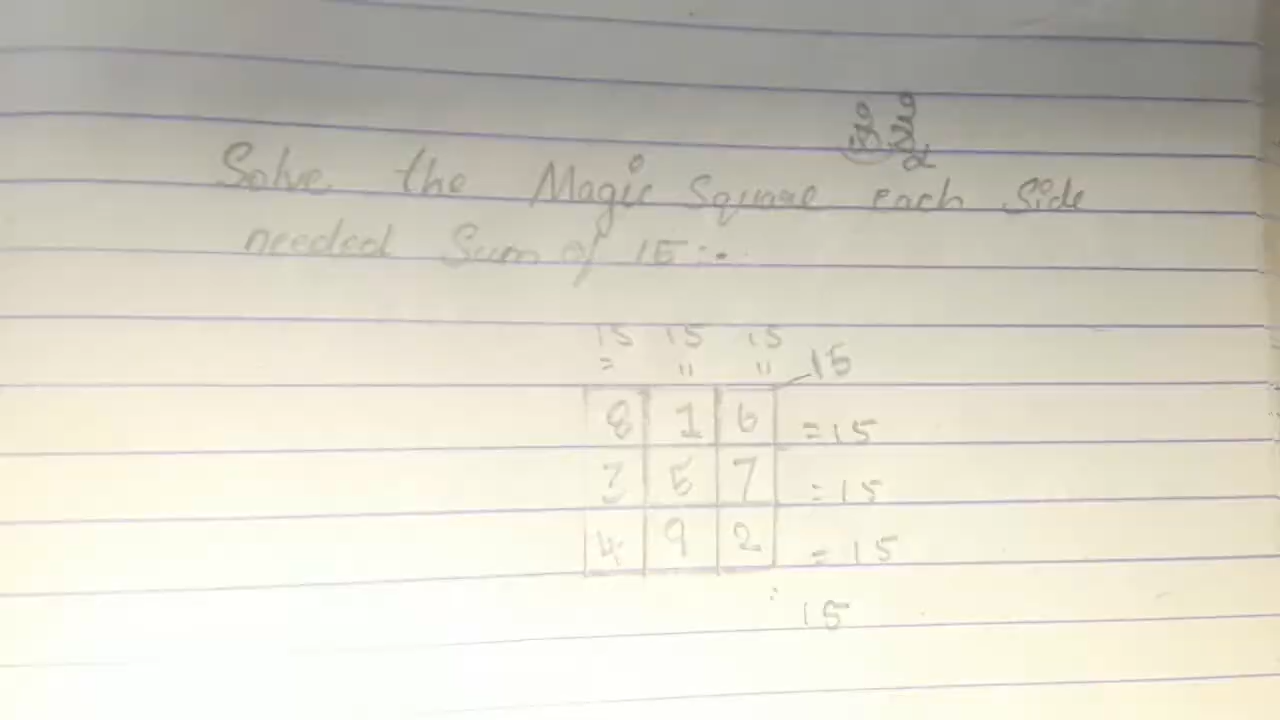 Solve the Magic Square each Side
needed Sum of 15:-
15 15 15
= = = 15
8 1 6 =15
3 5 7 =15
4 9 2 =15
15